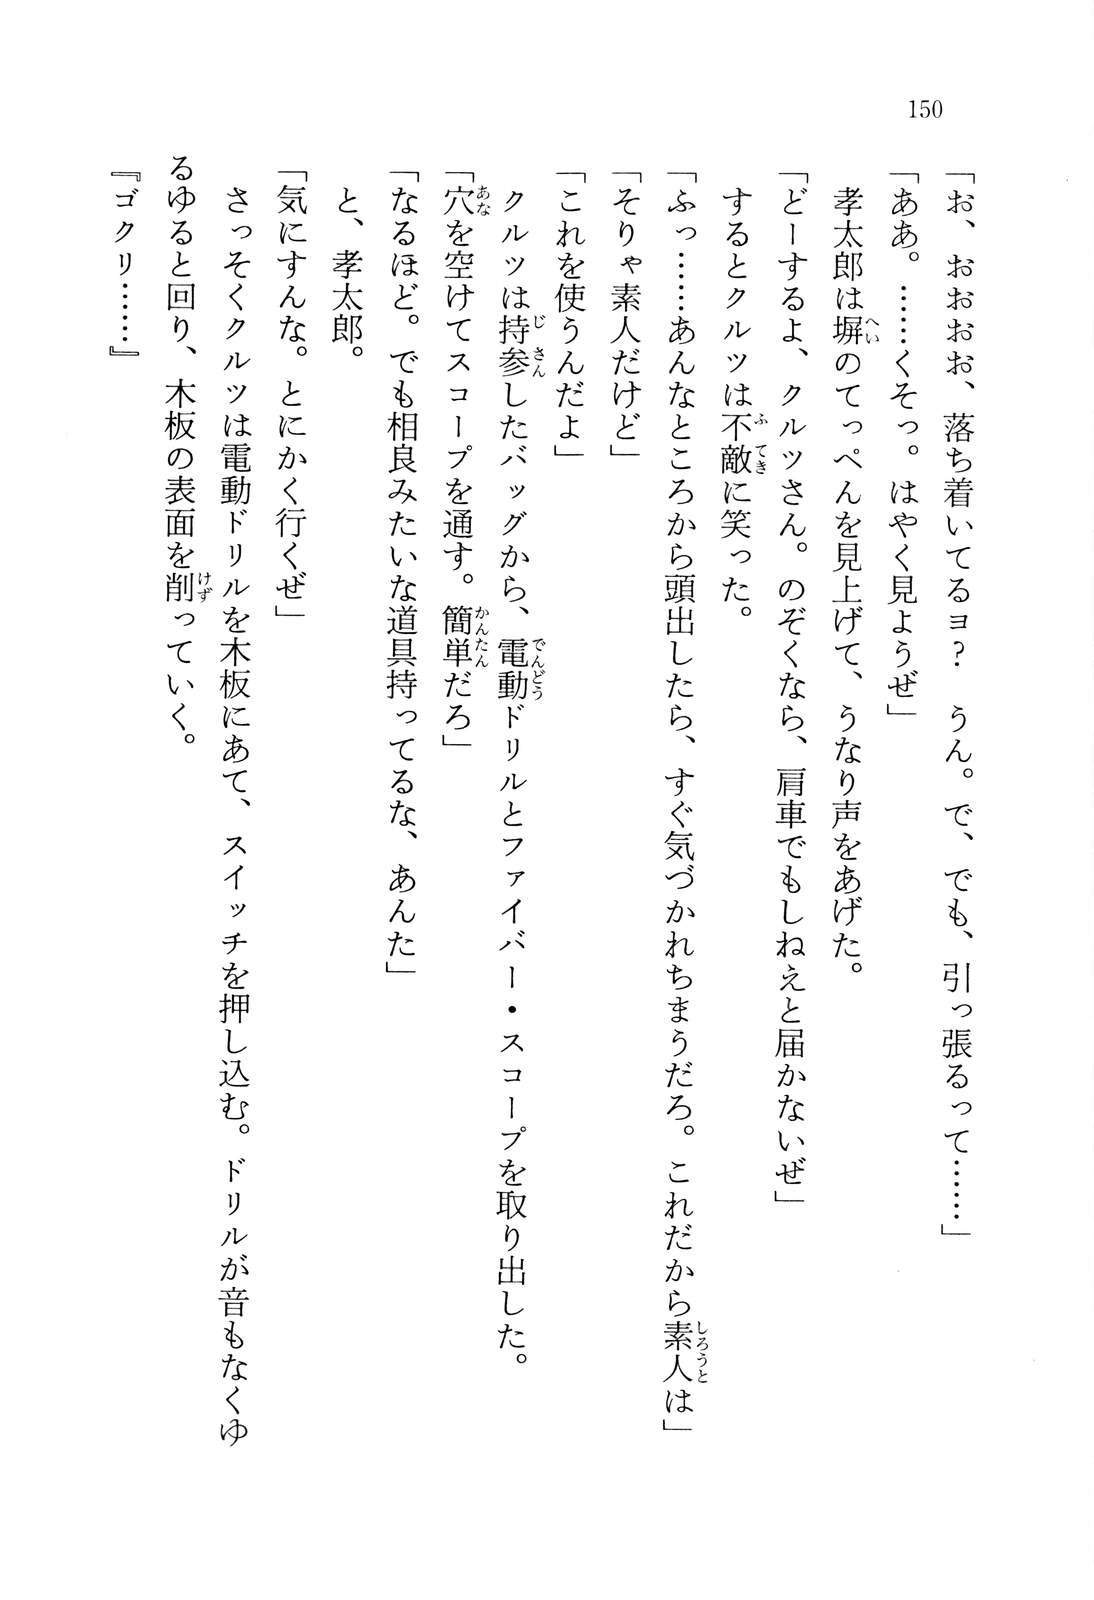 150
「お、おおおお、落ち着いてるヨ？　うん。で、でも、引っ張るって……」
「ああ。……くそっ。はやく見ようぜ」
　孝太郎は塀のてっぺんを見上げて、うなり声をあげた。
「どーするよ、クルツさん。のぞくなら、肩車でもしねえと届かないぜ」
　するとクルツは不敵に笑った。
「ふっ……あんなところから頭出したら、すぐ気づかれちまうだろ。これだから素人は」
「そりゃ素人だけど」
「これを使うんだよ」
　クルツは持参したバッグから、電動ドリルとファイバー・スコープを取り出した。
「穴を空けてスコープを通す。簡単だろ」
「なるほど。でも相良みたいな道具持ってるな、あんた」
　と、孝太郎。
「気にすんな。とにかく行くぜ」
　さっそくクルツは電動ドリルを木板にあて、スイッチを押し込む。ドリルが音もなくゆ
るゆると回り、木板の表面を削っていく。
『ゴクリ……』